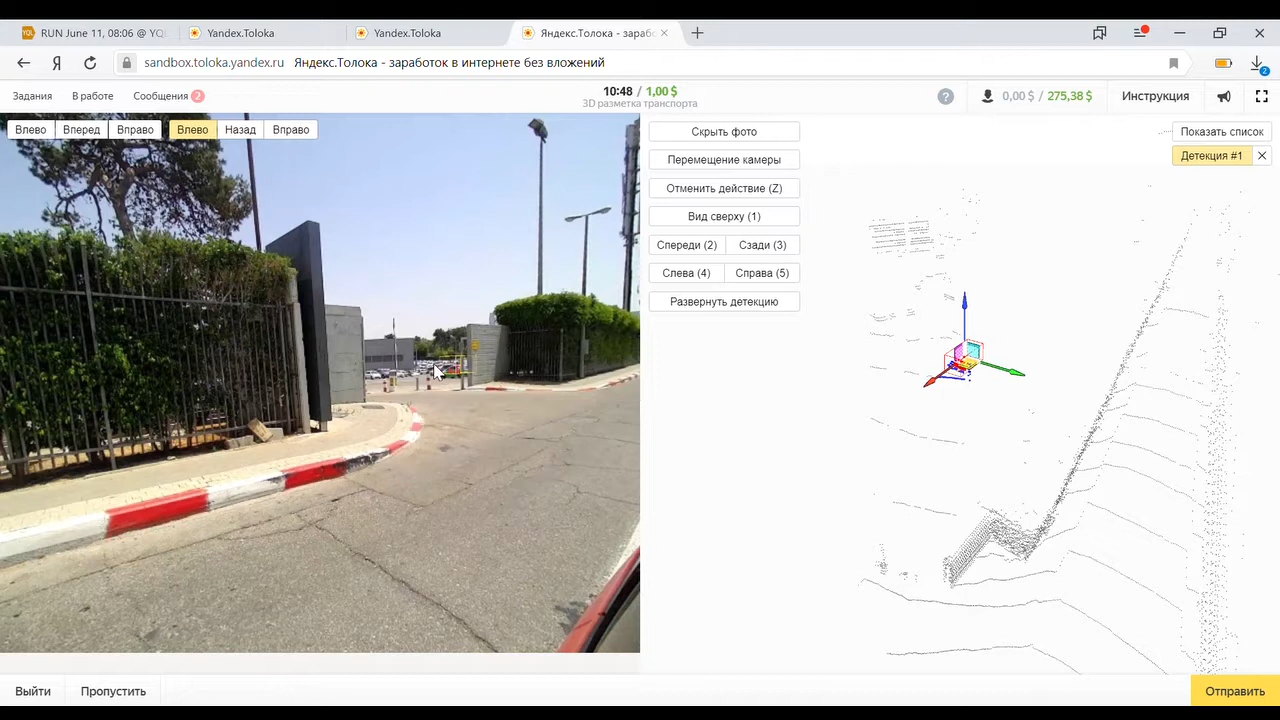 RUN June 11, 08:06 @ YQ
Yandex.Toloka
Yandex.Toloka
Яндекс.Толока - зарабо
sandbox.toloka.yandex.ru Яндекс.Толока - заработок в интернете без вложений
2
Задания
В работе
Сообщения 2
10:48 / 1,00 $
3D разметка транспорта
?
0,00 $ / 275,38 $
Инструкция
Влево Вперед Вправо Влево Назад Вправо
Скрыть фото
Перемещение камеры
Отменить действие (Z)
Вид сверху (1)
Спереди (2) Сзади (3)
Слева (4) Справа (5)
Развернуть детекцию
Показать список
Детекция #1
Выйти
Пропустить
Отправить